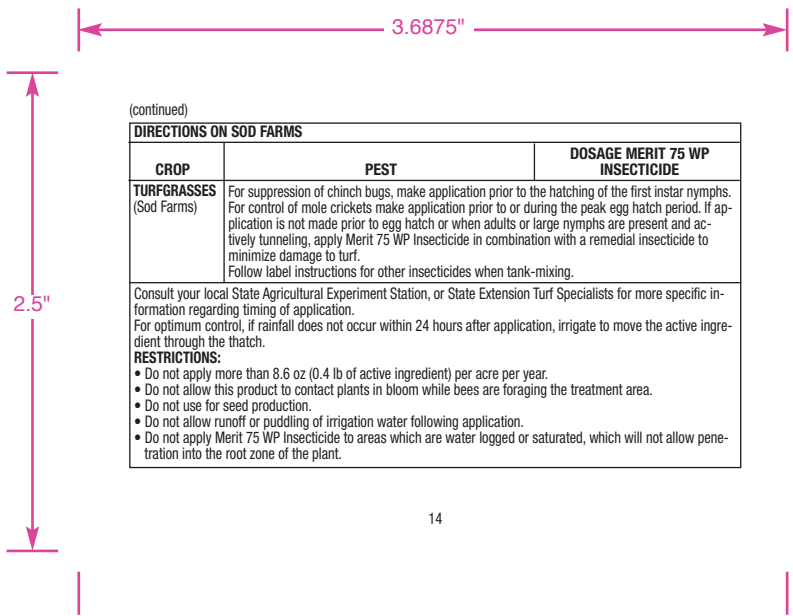 3.6875"
2.5"
(continued)
DIRECTIONS ON SOD FARMS
CROP
PEST
DOSAGE MERIT 75 WP
INSECTICIDE
TURFGRASSES
(Sod Farms)
For suppression of chinch bugs, make application prior to the hatching of the first instar nymphs.
For control of mole crickets make application prior to or during the peak egg hatch period. If ap-
plication is not made prior to egg hatch or when adults or large nymphs are present and ac-
tively tunneling, apply Merit 75 WP Insecticide in combination with a remedial insecticide to
minimize damage to turf.
Follow label instructions for other insecticides when tank-mixing.
Consult your local State Agricultural Experiment Station, or State Extension Turf Specialists for more specific in-
formation regarding timing of application.
For optimum control, if rainfall does not occur within 24 hours after application, irrigate to move the active ingre-
dient through the thatch.
RESTRICTIONS:
• Do not apply more than 8.6 oz (0.4 lb of active ingredient) per acre per year.
• Do not allow this product to contact plants in bloom while bees are foraging the treatment area.
• Do not use for seed production.
• Do not allow runoff or puddling of irrigation water following application.
• Do not apply Merit 75 WP Insecticide to areas which are water logged or saturated, which will not allow pene-
tration into the root zone of the plant.
14